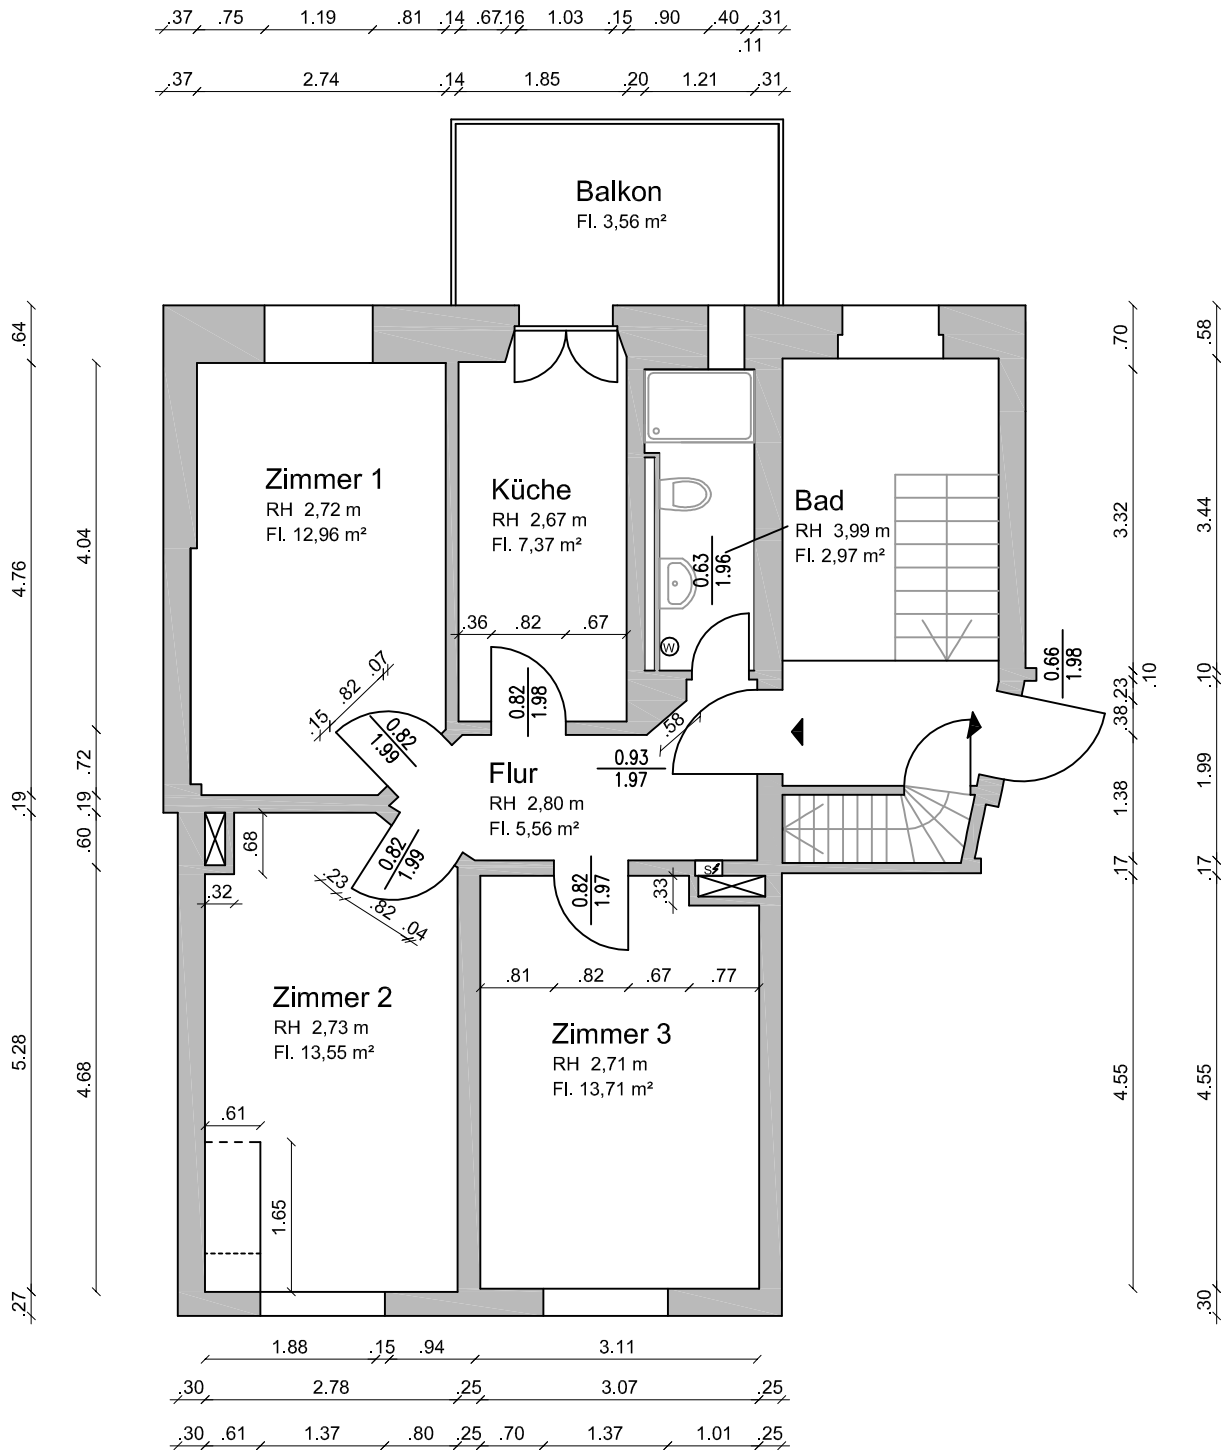 .37 .75 1.19 .81 .14 .67 .16 1.03 .15 .90 .40 .31
.11
.37 2.74 .14 1.85 .20 1.21 .31
Balkon
Fl. 3,56 m²
.64
4.76
.19
5.28
.27
4.04
.72
.19
.60
4.68
Zimmer 1
RH 2,72 m
Fl. 12,96 m²
Küche
RH 2,67 m
Fl. 7,37 m²
Bad
RH 3,99 m
Fl. 2,97 m²
0.63
1.96
.36 .82 .67
W
0.82
1.98
.15 .82 .07
0.82
1.99
.58
0.93
1.97
0.66
1.98
Flur
RH 2,80 m
Fl. 5,56 m²
.68
.32
0.82
1.99
.23 .82 .04
0.82
1.97
S
.33
.81 .82 .67 .77
Zimmer 2
RH 2,73 m
Fl. 13,55 m²
Zimmer 3
RH 2,71 m
Fl. 13,71 m²
.61
1.65
.70
3.32
.10
.23
.38
1.38
.17
4.55
.58
3.44
.10
1.99
.17
4.55
.30
1.88 .15 .94 3.11
.30 2.78 .25 3.07 .25
.30 .61 1.37 .80 .25 .70 1.37 1.01 .25